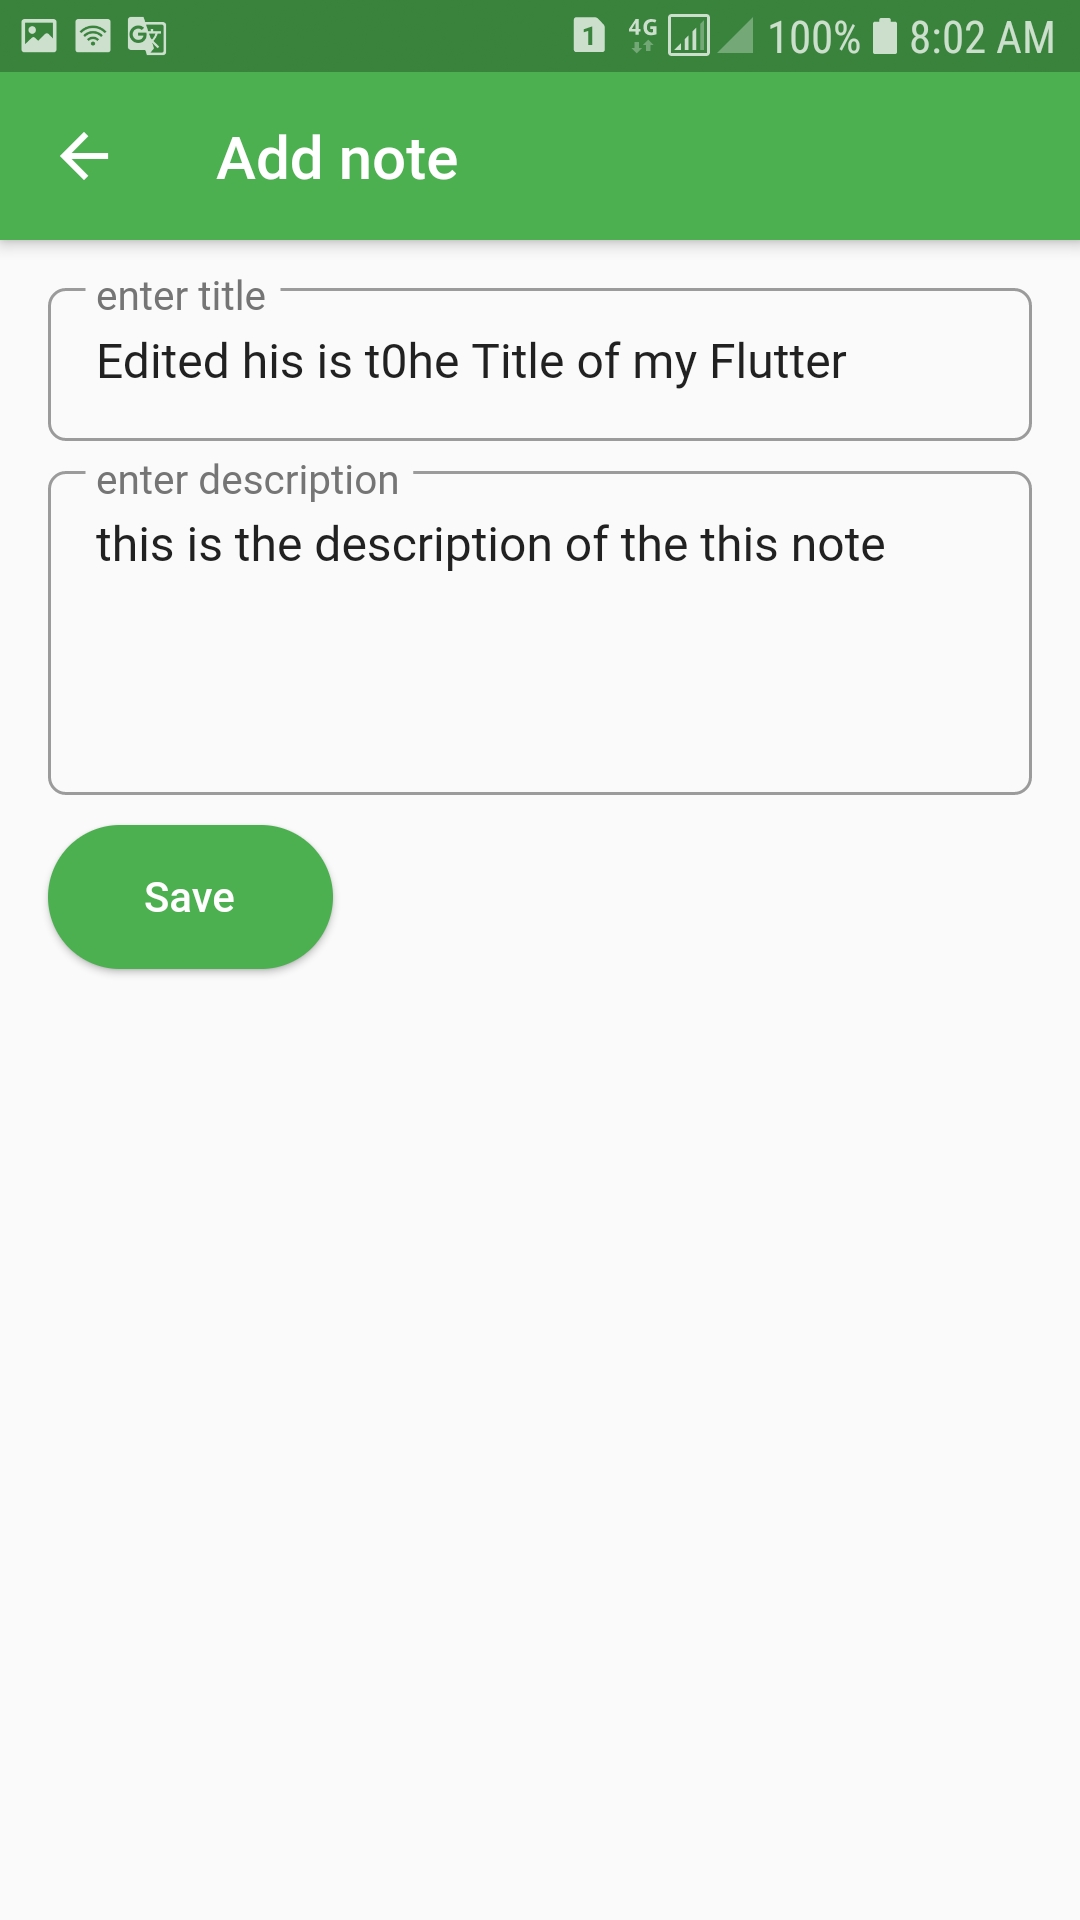 1 4G 100% 8:02 AM
Add note
enter title
Edited his is t0he Title of my Flutter
enter description
this is the description of the this note
Save